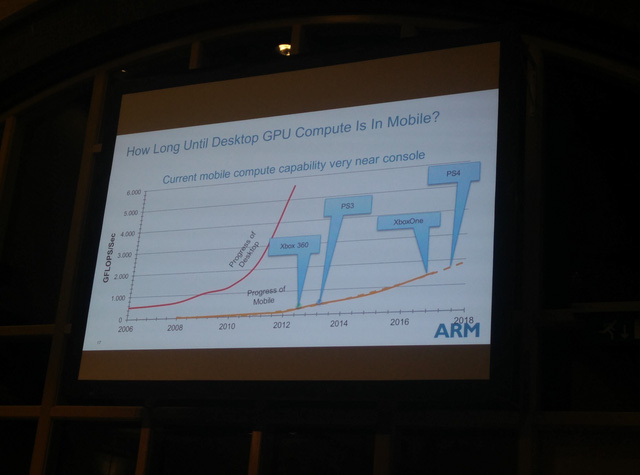 How Long Until Desktop GPU Compute Is In Mobile?
Current mobile compute capability very near console
GFLOPS/Sec
6,000
5,000
4,000
3,000
2,000
1,000
0
2006
2008
2010
2012
2014
2016
2018
Progress of
Desktop
Progress of
Mobile
Xbox 360
PS3
XboxOne
PS4
ARM